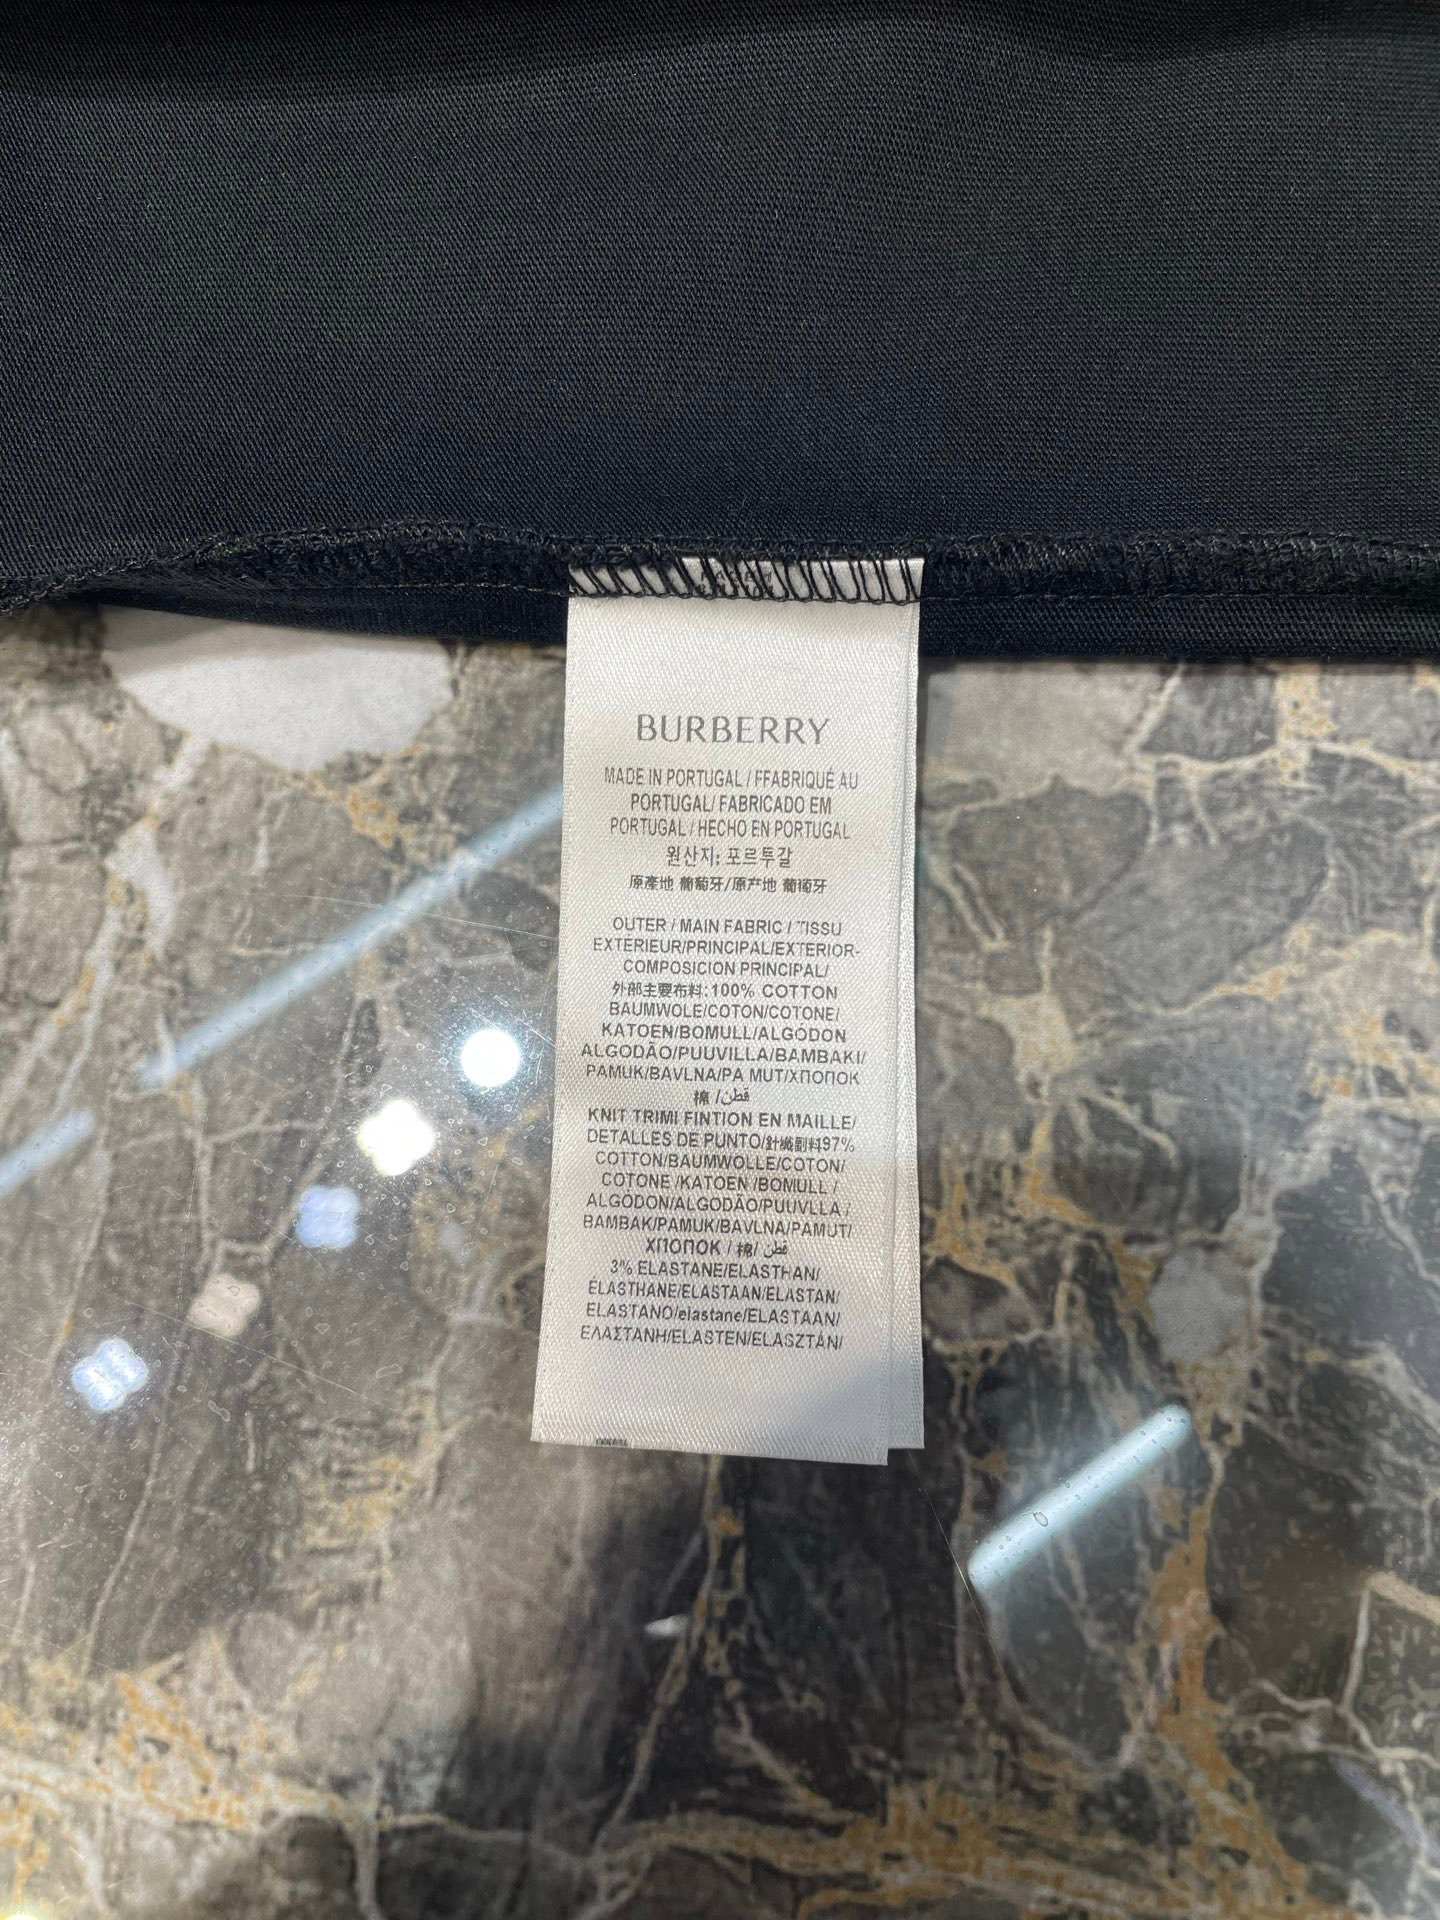 BURBERRY
MADE IN PORTUGAL / FFABRIQUÉ AU
PORTUGAL/ FABRICADO EM
PORTUGAL / HECHO EN PORTUGAL
원산지: 포르투갈
原產地 葡萄牙/原产地 葡萄牙
OUTER / MAIN FABRIC / TISSU
EXTERIEUR/PRINCIPAL/EXTERIOR-
COMPOSICION PRINCIPAL/
外部主要布料:100% COTTON
BAUMWOLE/COTON/COTONE/
KATOEN/BOMULL/ALGODON
ALGODÃO/PUUVILLA/BAMBAKI/
PAMUK/BAVLNA/PA MUT/ХПОПОК
棉 /قطن
KNIT TRIMI FINTION EN MAILLE/
DETALLES DE PUNTO/針織副料97%
COTTON/BAUMWOLLE/COTON/
COTONE /KATOEN /BOMULL /
ALGODON/ALGODÃO/PUUVLLA /
BAMBAK/PAMUK/BAVLNA/PAMUT/
ХПОПОК / 棉/ قطن
3% ELASTANE/ELASTHAN/
ELASTHANE/ELASTAAN/ELASTAN/
ELASTANO/elastane/ELASTAAN/
ΕΛΑΣΤΑΝΗ/ELASTEN/ELASZTÁN/